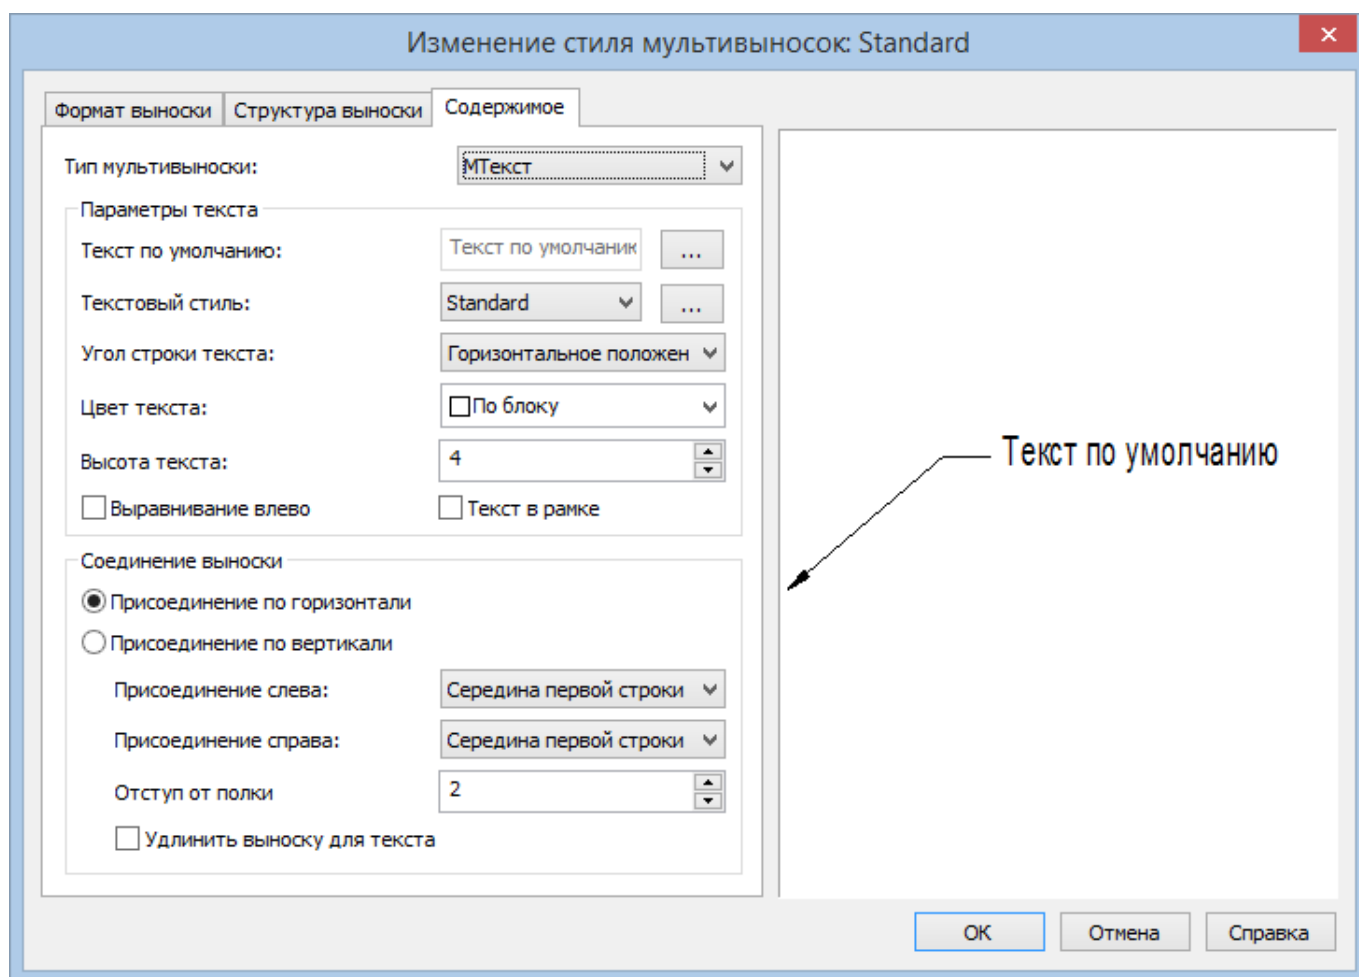 Изменение стиля мультивыносок: Standard
Формат выноски Структура выноски Содержимое
Тип мультивыноски: МТекст
Параметры текста
Текст по умолчанию: Текст по умолчаник ...
Текстовый стиль: Standard ...
Угол строки текста: Горизонтальное положен
Цвет текста: По блоку
Высота текста: 4
Выравнивание влево Текст в рамке
Соединение выноски
Присоединение по горизонтали
Присоединение по вертикали
Присоединение слева: Середина первой строки
Присоединение справа: Середина первой строки
Отступ от полки 2
Удлинить выноску для текста
Текст по умолчанию
ОК Отмена Справка